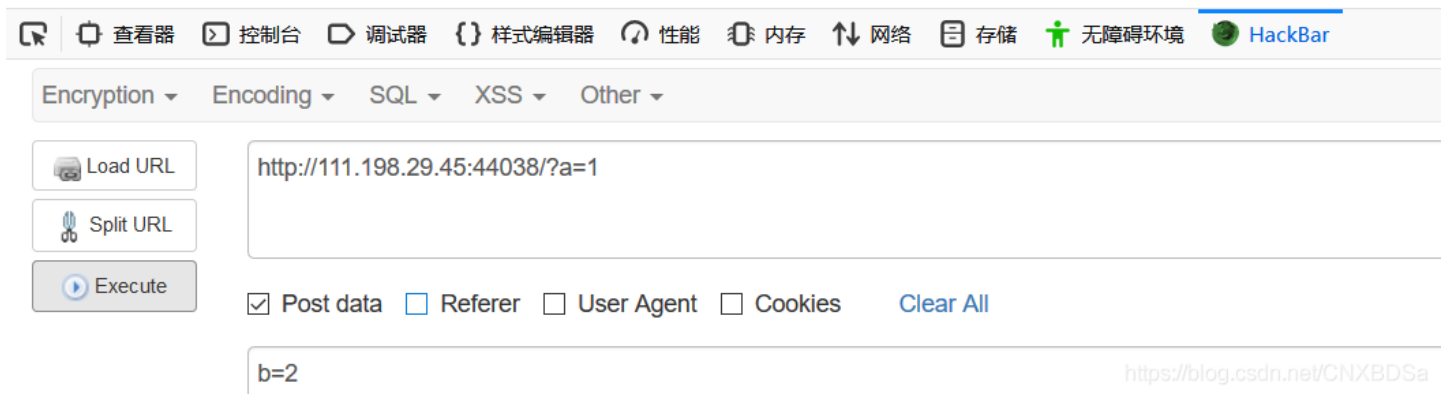 查看器 控制台 调试器 样式编辑器 性能 内存 网络 存储 无障碍环境 HackBar
Encryption Encoding SQL XSS Other
Load URL http://111.198.29.45:44038/?a=1
Split URL
Execute
Post data Referer User Agent Cookies Clear All
b=2
https://blog.csdn.net/CNXBDSa